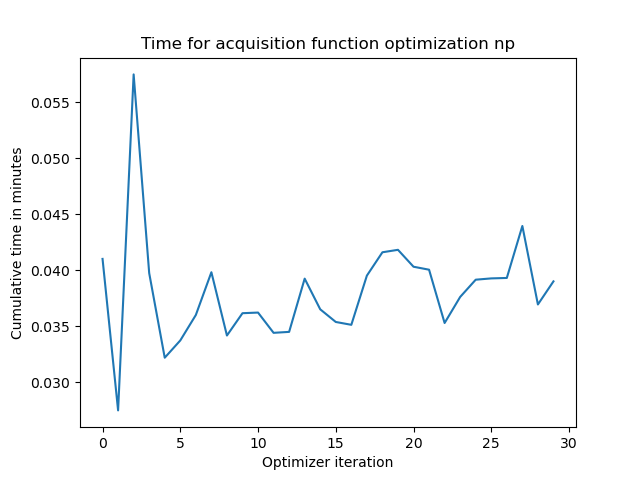 Time for acquisition function optimization np
Cumulative time in minutes
0.055
0.050
0.045
0.040
0.035
0.030
0 5 10 15 20 25 30
Optimizer iteration